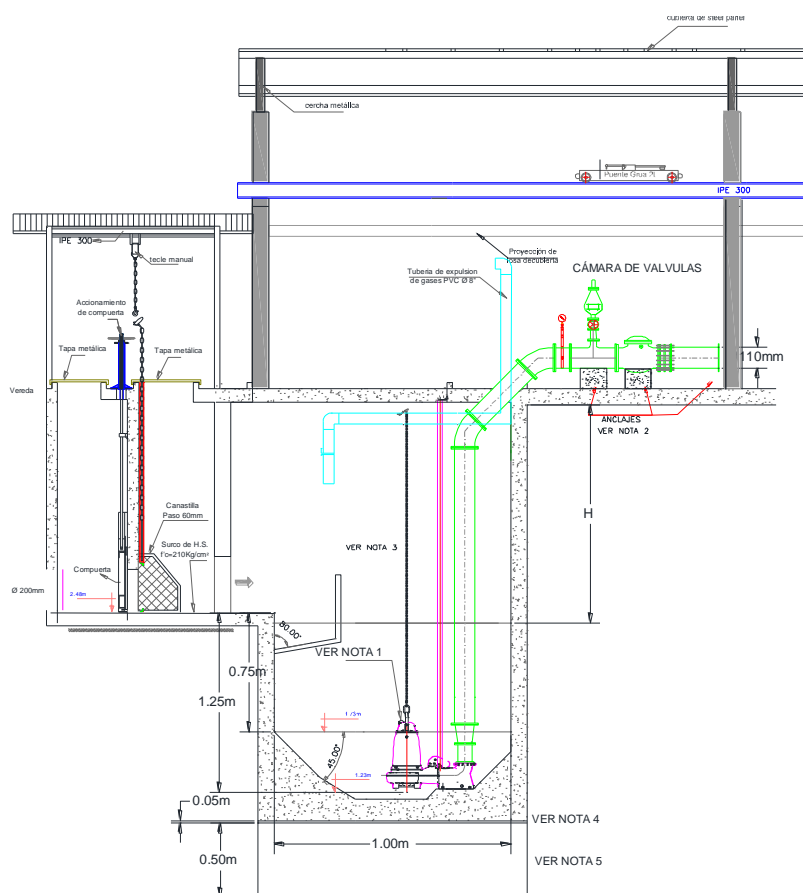 cubierta de steel panel
cercha metálica
Puente Grua 2t
IPE 300
IPE 300
tecle manual
Proyección de
losa decubierta
Tuberia de expulsion
de gases PVC Ø 8"
CÁMARA DE VALVULAS
Accionamiento
de compuerta
Tapa metálica
Tapa metálica
110mm
Vereda
ANCLAJES
VER NOTA 2
Canastilla
Paso 60mm
H
Surco de H.S.
f'c=210Kg/cm²
VER NOTA 3
Compuerta
Ø 200mm
2.48m
80.00°
VER NOTA 1
0.75m
1.25m
1.73m
45.00°
1.23m
0.05m
VER NOTA 4
1.00m
0.50m
VER NOTA 5